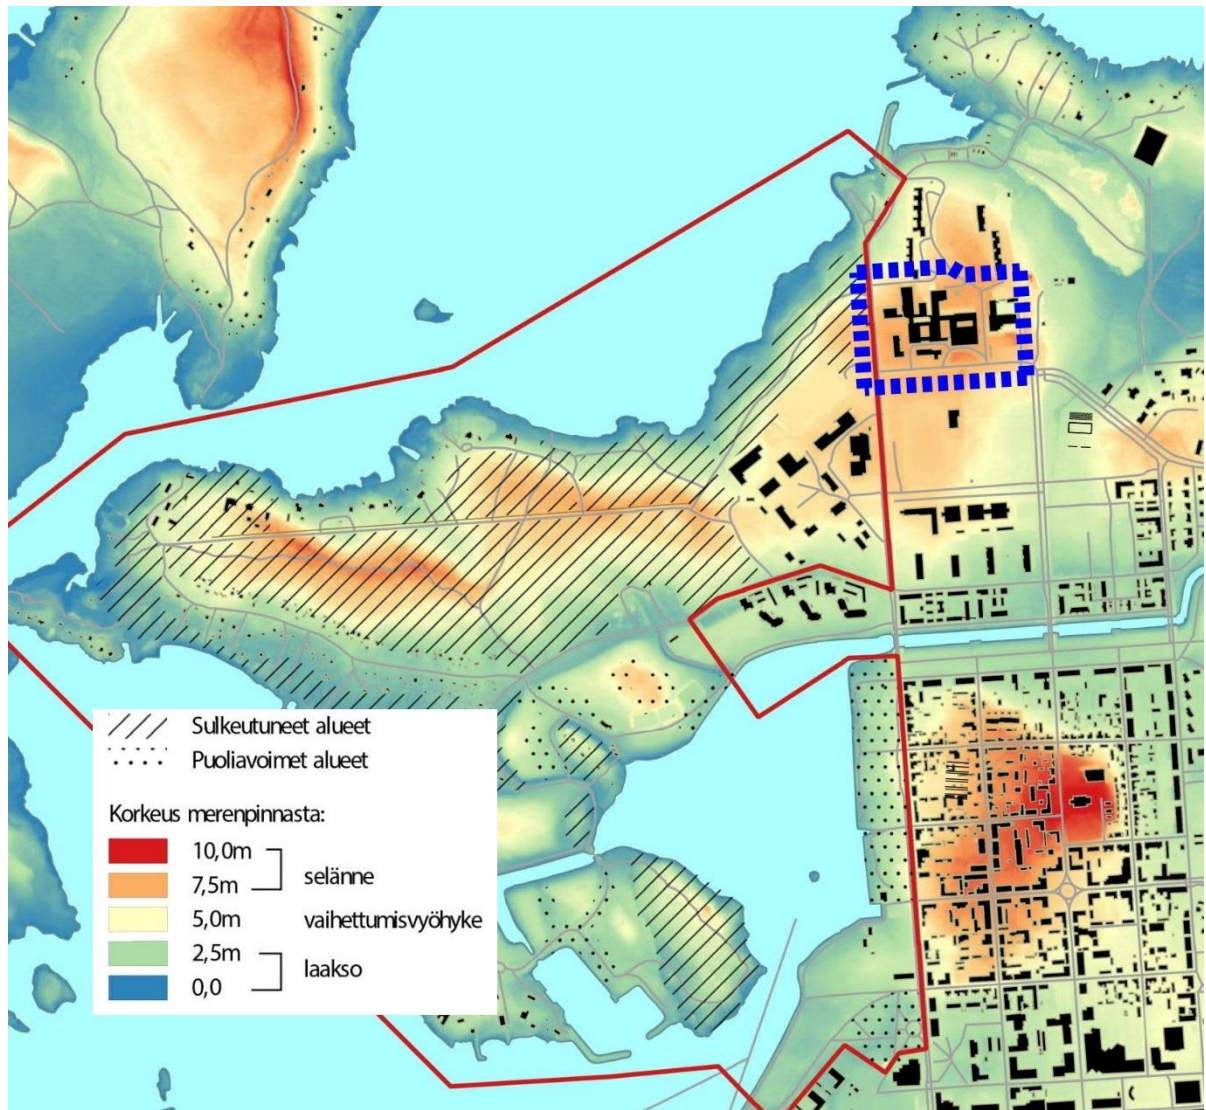 Sulkeutuneet alueet
Puoliavoimet alueet
Korkeus merenpinnasta:
10,0m
7,5m
selänne
5,0m
vaihettumisvyöhyke
2,5m
0,0
laakso